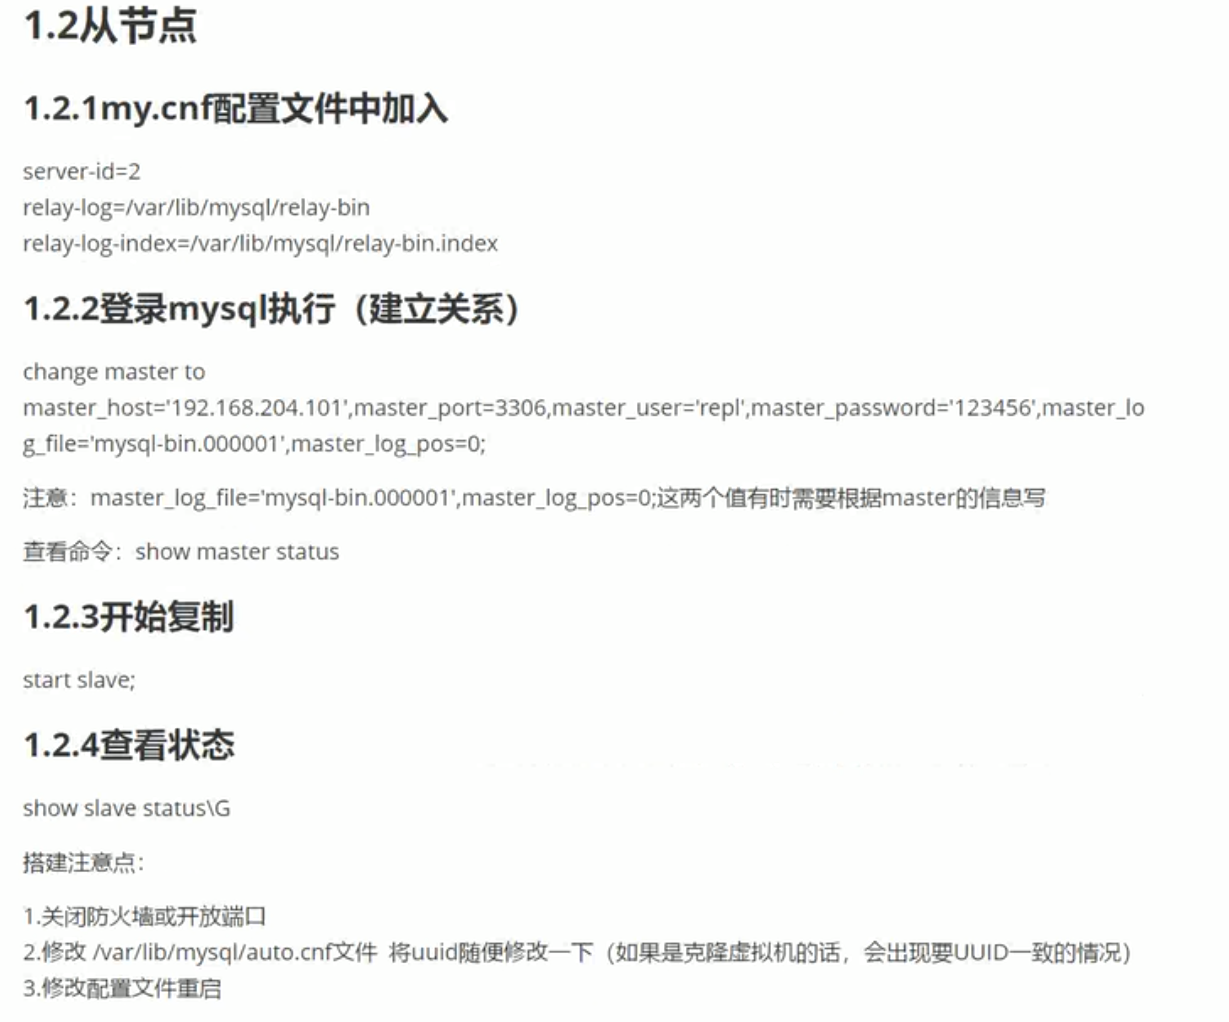 1.2从节点
1.2.1my.cnf配置文件中加入
server-id=2
relay-log=/var/lib/mysql/relay-bin
relay-log-index=/var/lib/mysql/relay-bin.index
1.2.2登录mysql执行（建立关系）
change master to
master_host='192.168.204.101',master_port=3306,master_user='repl',master_password='123456',master_lo
g_file='mysql-bin.000001',master_log_pos=0;
注意：master_log_file='mysql-bin.000001',master_log_pos=0;这两个值有时需要根据master的信息写
查看命令：show master status
1.2.3开始复制
start slave;
1.2.4查看状态
show slave status\G
搭建注意点：
1.关闭防火墙或开放端口
2.修改 /var/lib/mysql/auto.cnf文件 将uuid随便修改一下（如果是克隆虚拟机的话，会出现要UUID一致的情况）
3.修改配置文件重启